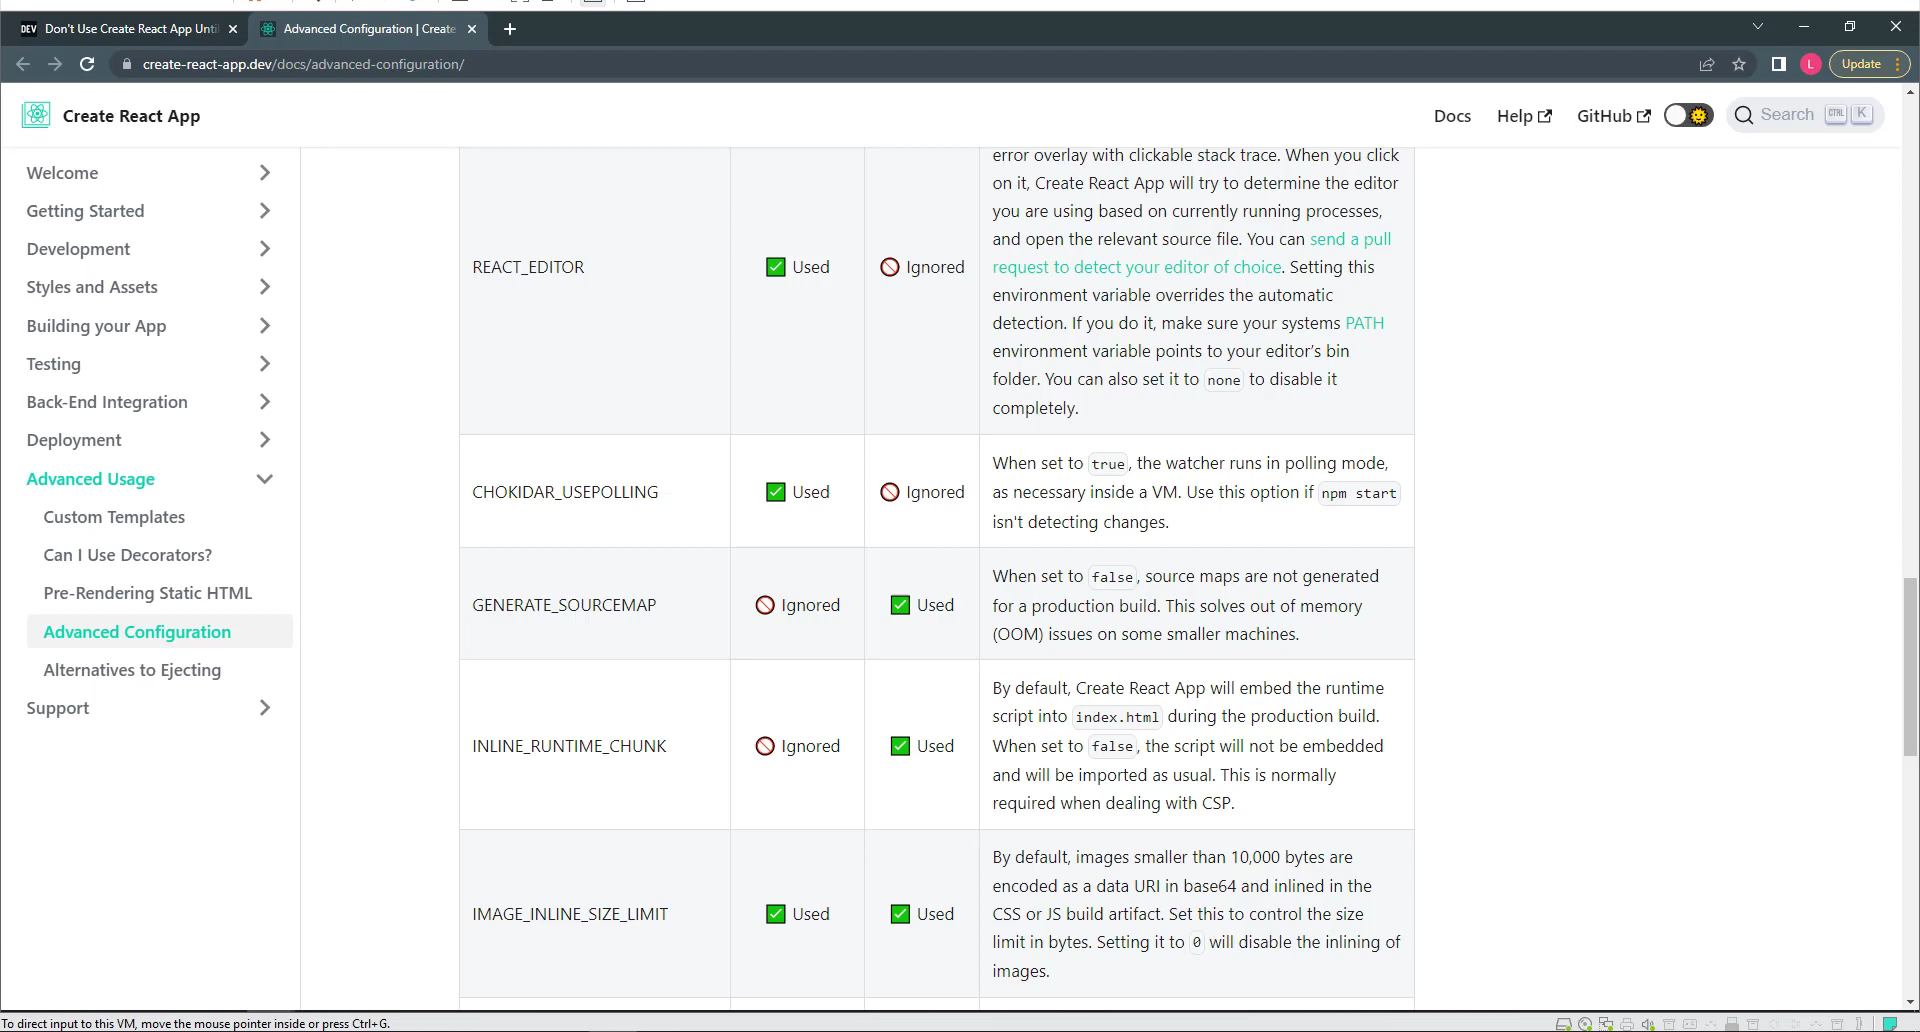 Don't Use Create React App Unti
Advanced Configuration | Create
create-react-app.dev/docs/advanced-configuration/
L
Update
Create React App
Docs
Help
GitHub
Search
CTRL
K
Welcome
Getting Started
Development
Styles and Assets
Building your App
Testing
Back-End Integration
Deployment
Advanced Usage
Custom Templates
Can I Use Decorators?
Pre-Rendering Static HTML
Advanced Configuration
Alternatives to Ejecting
Support
REACT_EDITOR
Used
Ignored
error overlay with clickable stack trace. When you click
on it, Create React App will try to determine the editor
you are using based on currently running processes,
and open the relevant source file. You can send a pull
request to detect your editor of choice. Setting this
environment variable overrides the automatic
detection. If you do it, make sure your systems PATH
environment variable points to your editor’s bin
folder. You can also set it to none to disable it
completely.
CHOKIDAR_USEPOLLING
Used
Ignored
When set to true, the watcher runs in polling mode,
as necessary inside a VM. Use this option if npm start
isn't detecting changes.
GENERATE_SOURCEMAP
Ignored
Used
When set to false, source maps are not generated
for a production build. This solves out of memory
(OOM) issues on some smaller machines.
INLINE_RUNTIME_CHUNK
Ignored
Used
By default, Create React App will embed the runtime
script into index.html during the production build.
When set to false, the script will not be embedded
and will be imported as usual. This is normally
required when dealing with CSP.
IMAGE_INLINE_SIZE_LIMIT
Used
Used
By default, images smaller than 10,000 bytes are
encoded as a data URI in base64 and inlined in the
CSS or JS build artifact. Set this to control the size
limit in bytes. Setting it to 0 will disable the inlining of
images.
To direct input to this VM, move the mouse pointer inside or press Ctrl+G.